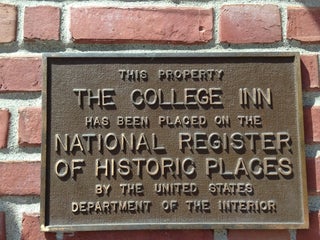 THIS PROPERTY
THE COLLEGE INN
HAS BEEN PLACED ON THE
NATIONAL REGISTER
OF HISTORIC PLACES
BY THE UNITED STATES
DEPARTMENT OF THE INTERIOR